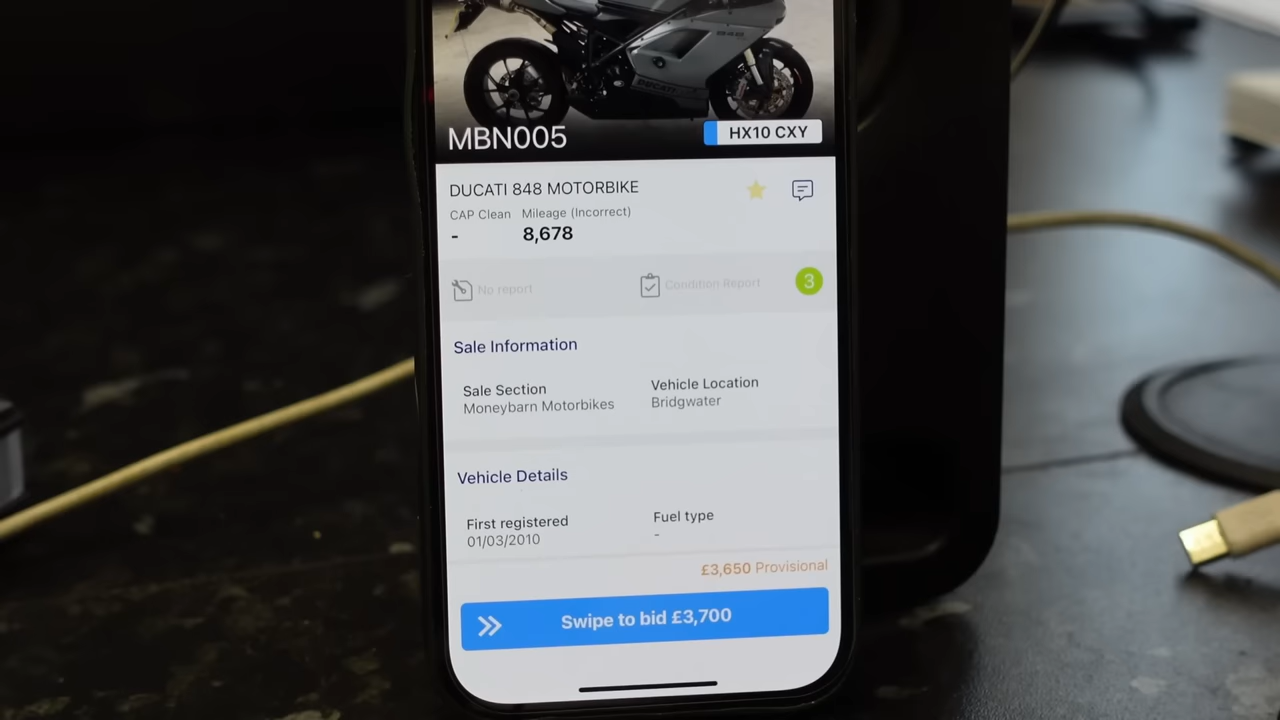 848
DUCATI
MBN005
HX10 CXY
DUCATI 848 MOTORBIKE
CAP Clean Mileage (Incorrect)
- 8,678
No report
Condition Report
3
Sale Information
Sale Section
Moneybarn Motorbikes
Vehicle Location
Bridgwater
Vehicle Details
First registered
01/03/2010
Fuel type
-
£3,650 Provisional
Swipe to bid £3,700